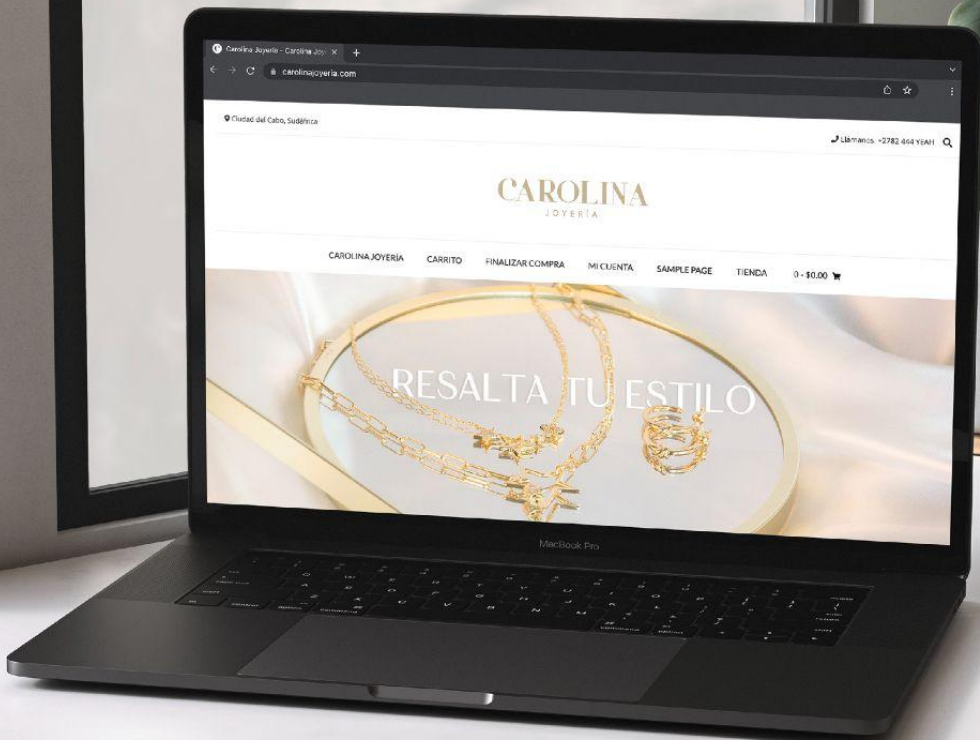 Carolina Joyería - Carolina Joy
carolinajoyeria.com
Ciudad del Cabo, Sudáfrica
Llámanos: +2782 444 YEAH
CAROLINA
JOYERÍA
CAROLINA JOYERÍA CARRITO FINALIZAR COMPRA MI CUENTA SAMPLE PAGE TIENDA 0 - $0.00
RESALTA TU ESTILO
MacBook Pro